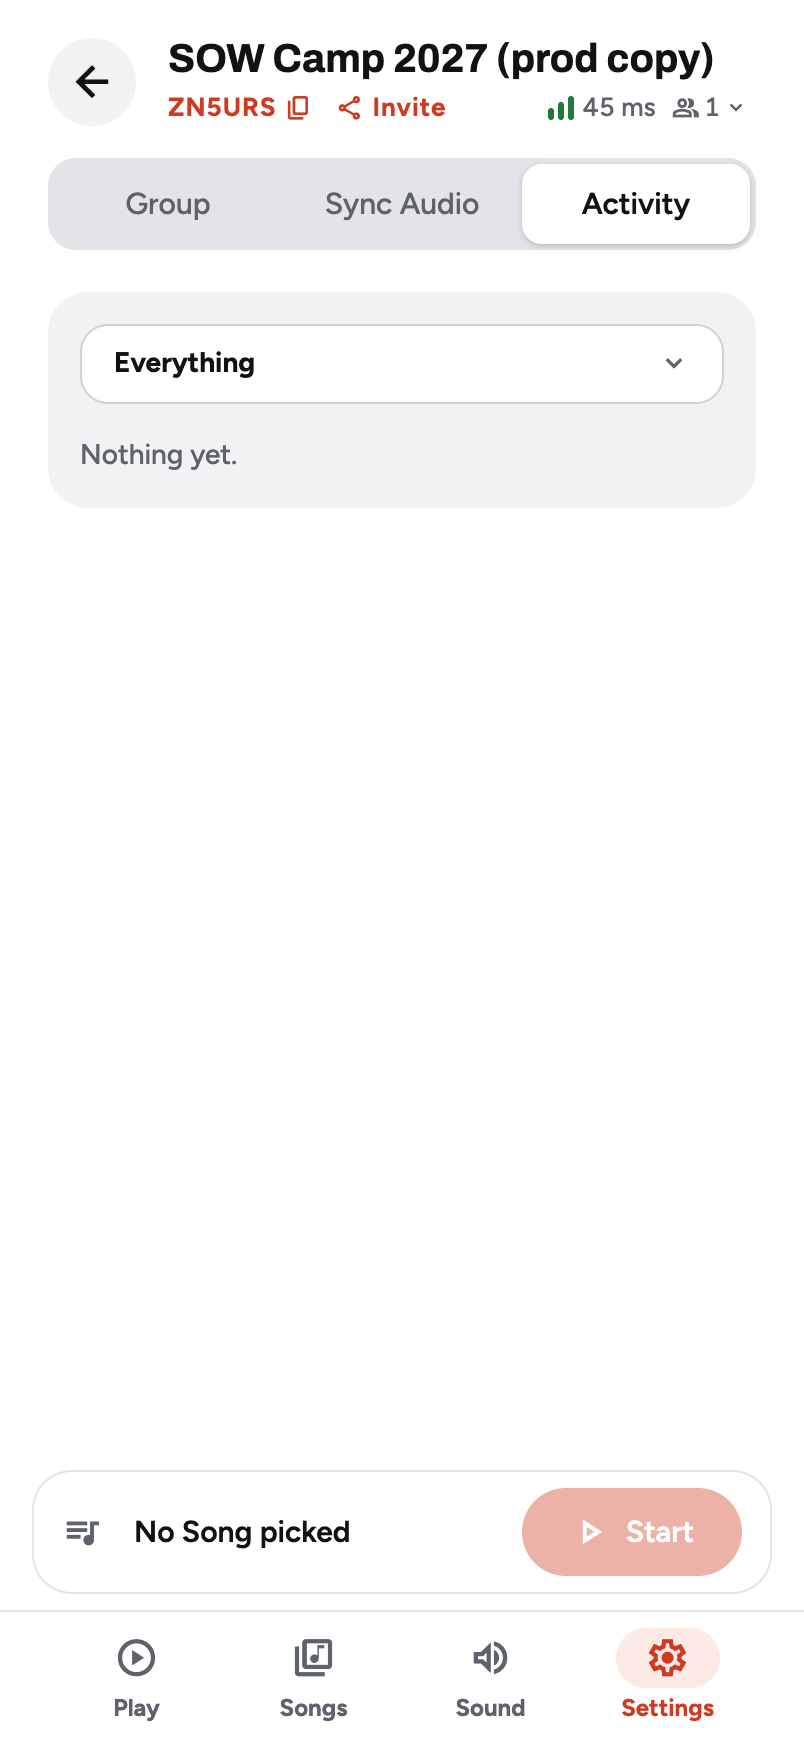 SOW Camp 2027 (prod copy)
ZN5URS Invite 45 ms 1
Group Sync Audio Activity
Everything
Nothing yet.
No Song picked Start
Play Songs Sound Settings